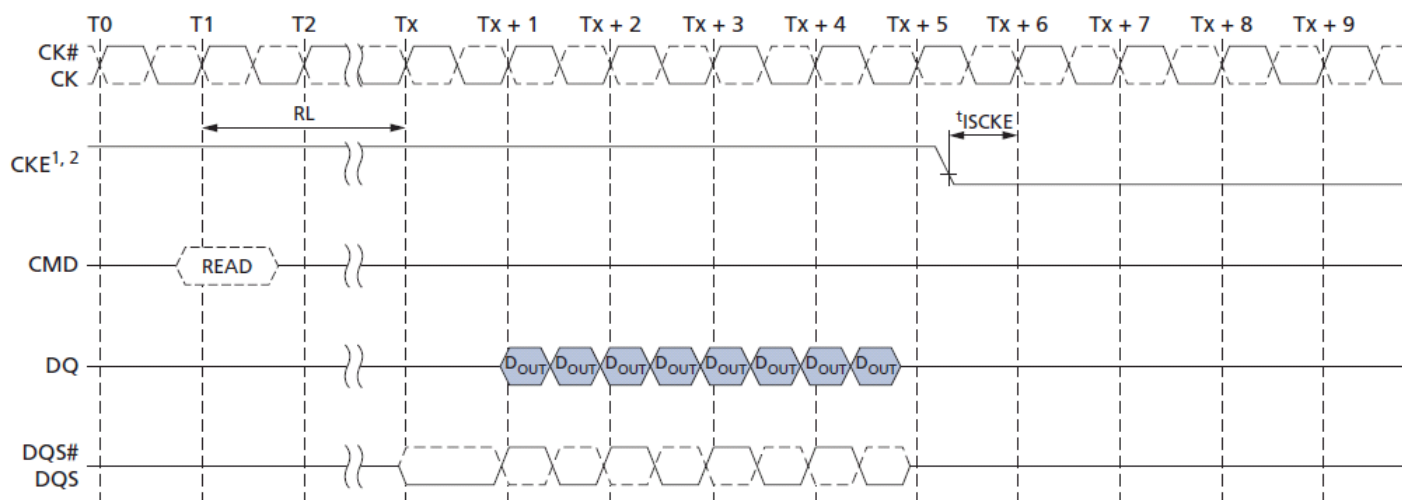 T0 T1 T2 Tx Tx + 1 Tx + 2 Tx + 3 Tx + 4 Tx + 5 Tx + 6 Tx + 7 Tx + 8 Tx + 9
CK#
CK
RL
tISCKE
CKE1, 2
CMD READ
DQ DOUT DOUT DOUT DOUT DOUT DOUT DOUT DOUT
DQS#
DQS